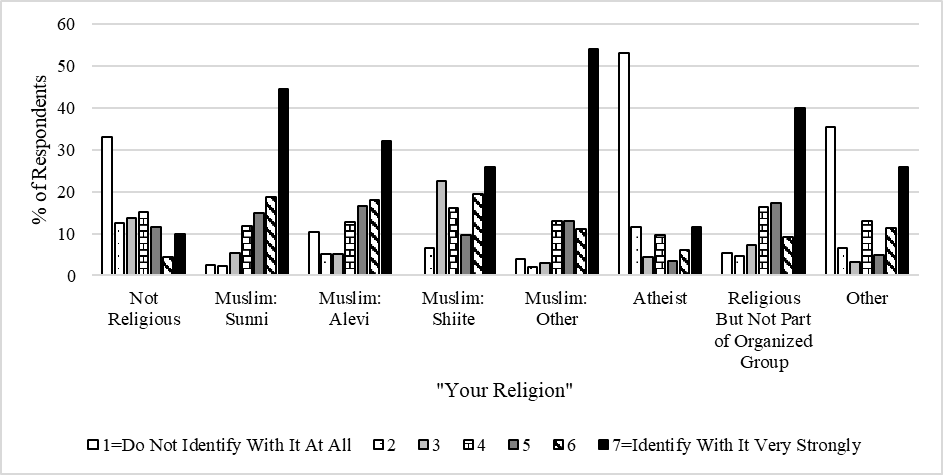 60
50
40
30
20
10
0
% of Respondents
Not
Religious
Muslim:
Sunni
Muslim:
Alevi
Muslim:
Shiite
Muslim:
Other
Atheist
Religious
But Not Part
of Organized
Group
Other
"Your Religion"
1=Do Not Identify With It At All 2 3 4 5 6 7=Identify With It Very Strongly